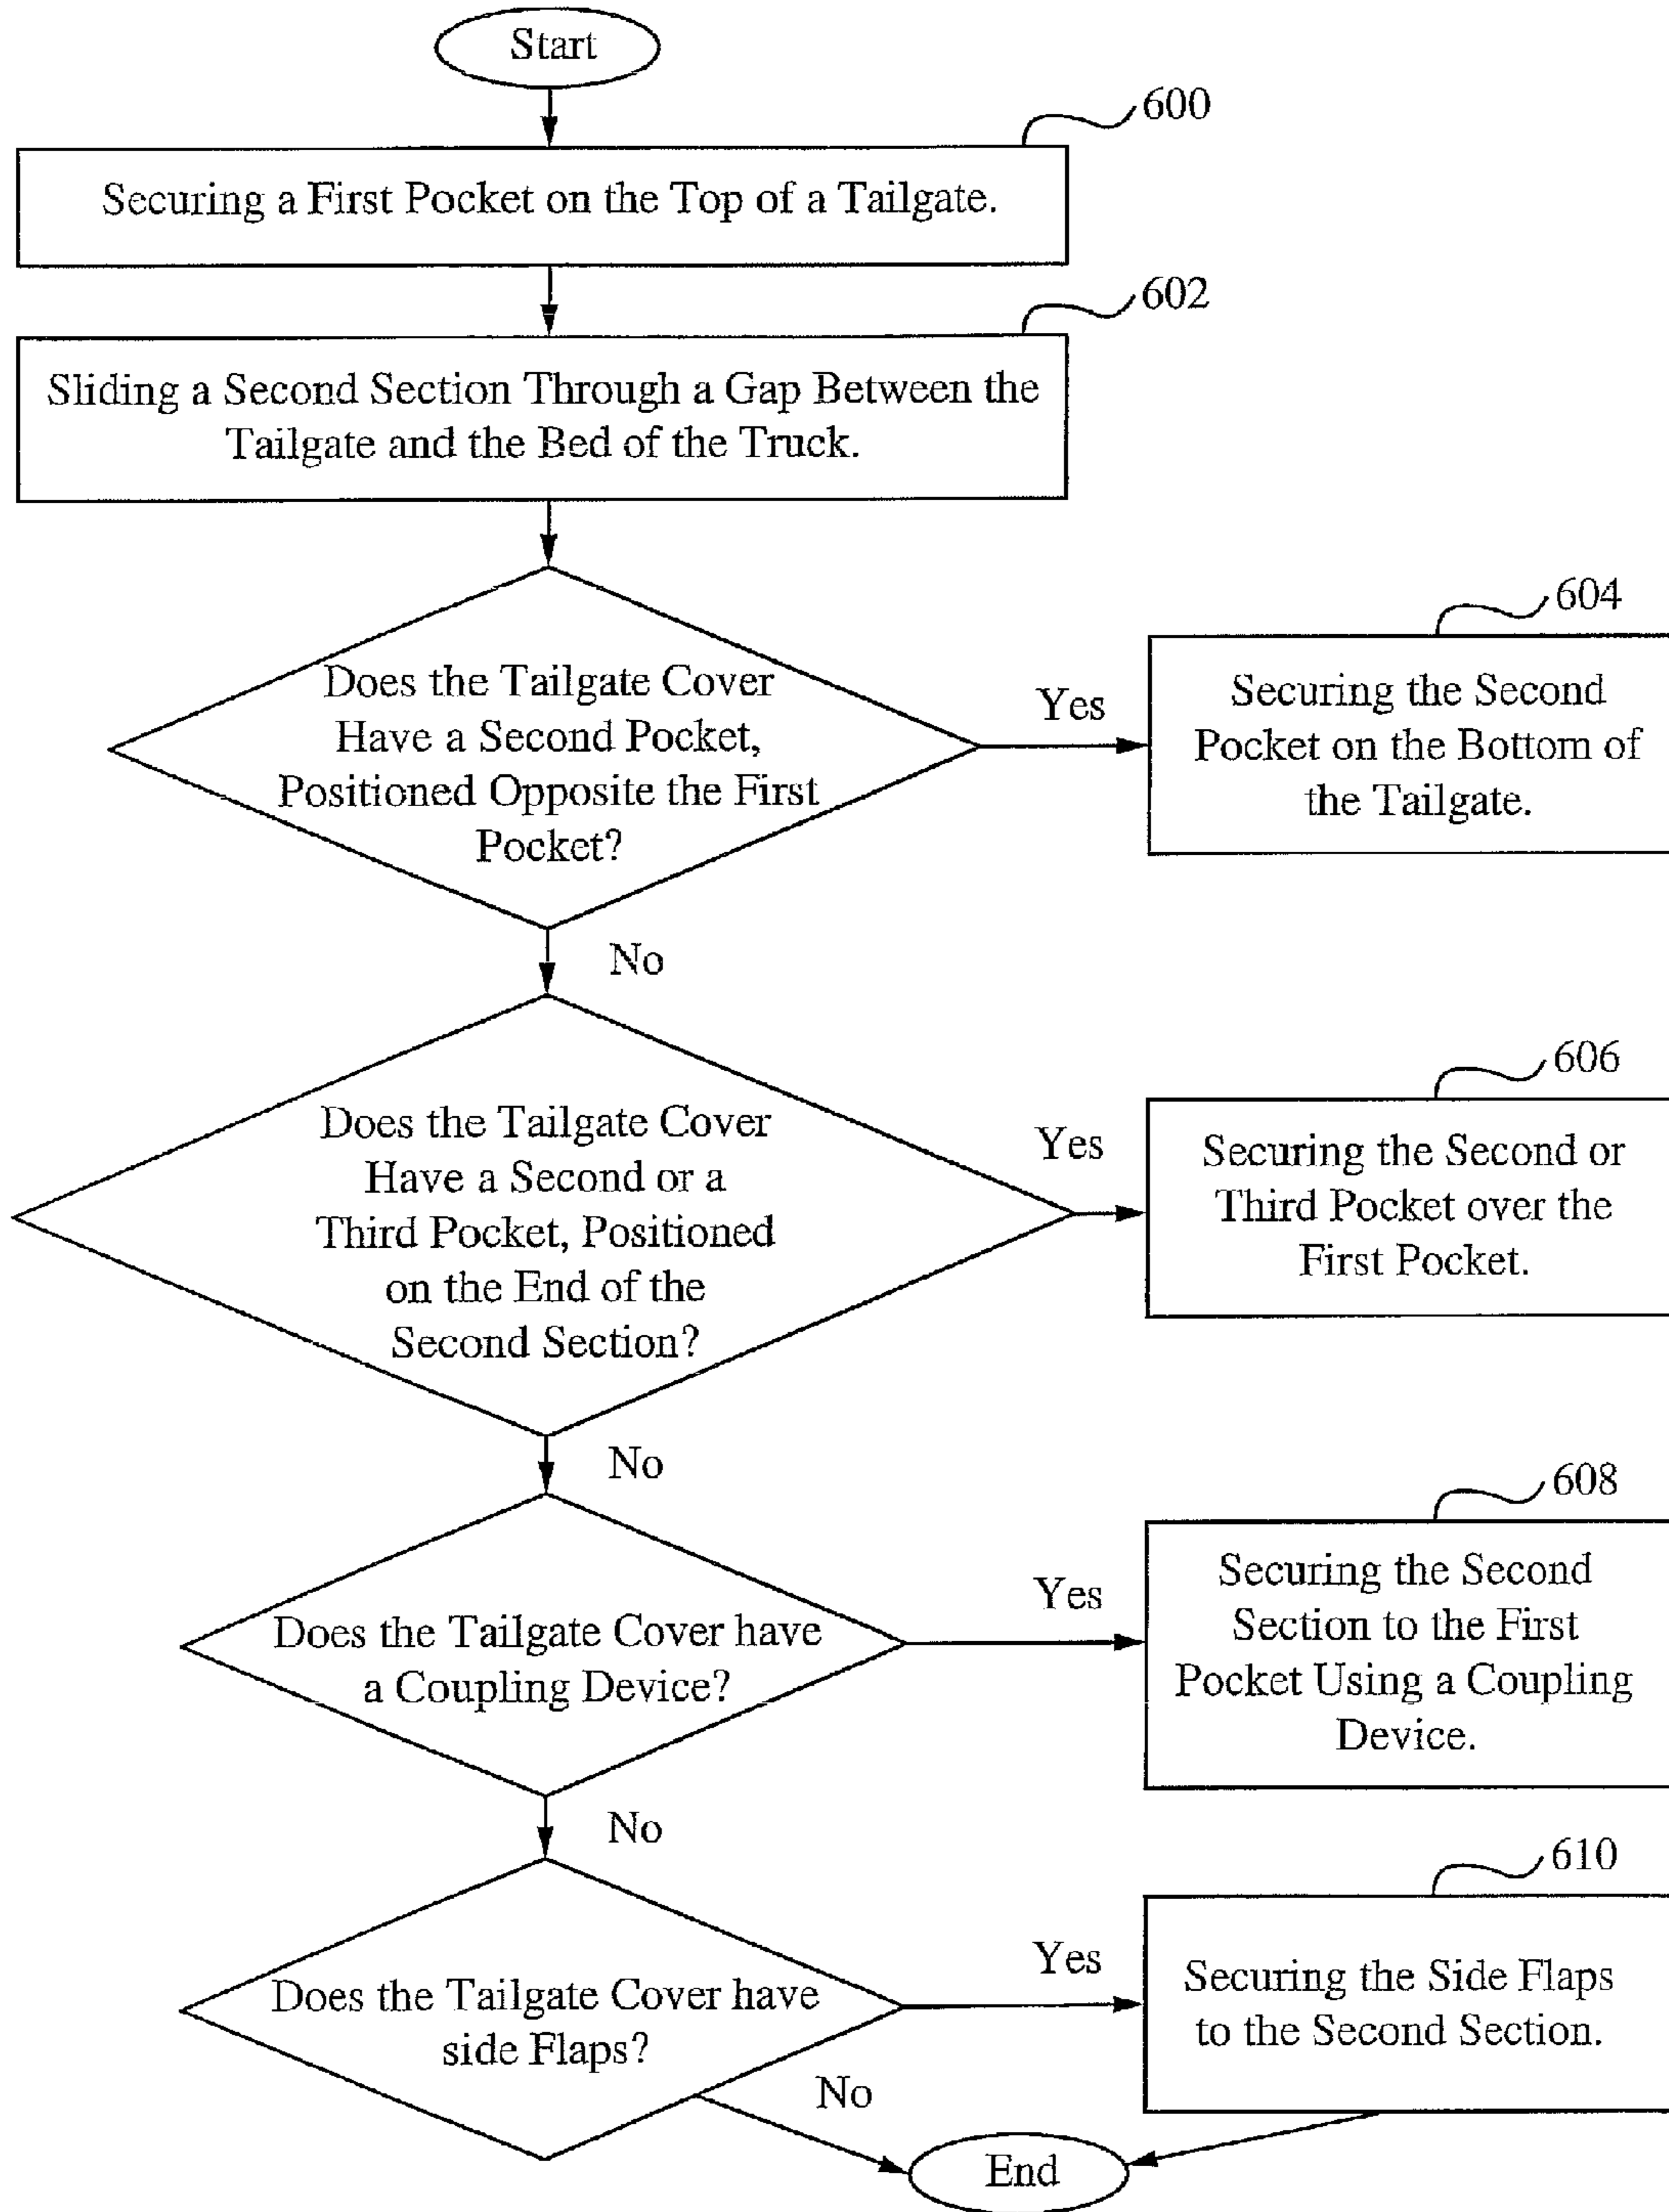 Start
600
Securing a First Pocket on the Top of a Tailgate.
602
Sliding a Second Section Through a Gap Between the
Tailgate and the Bed of the Truck.
604
Does the Tailgate Cover
Have a Second Pocket,
Positioned Opposite the First
Pocket?
Yes
Securing the Second
Pocket on the Bottom of
the Tailgate.
No
606
Does the Tailgate Cover
Have a Second or a
Third Pocket, Positioned
on the End of the
Second Section?
Yes
Securing the Second or
Third Pocket over the
First Pocket.
No
608
Does the Tailgate Cover have
a Coupling Device?
Yes
Securing the Second
Section to the First
Pocket Using a Coupling
Device.
No
610
Does the Tailgate Cover have
side Flaps?
Yes
Securing the Side Flaps
to the Second Section.
No
End